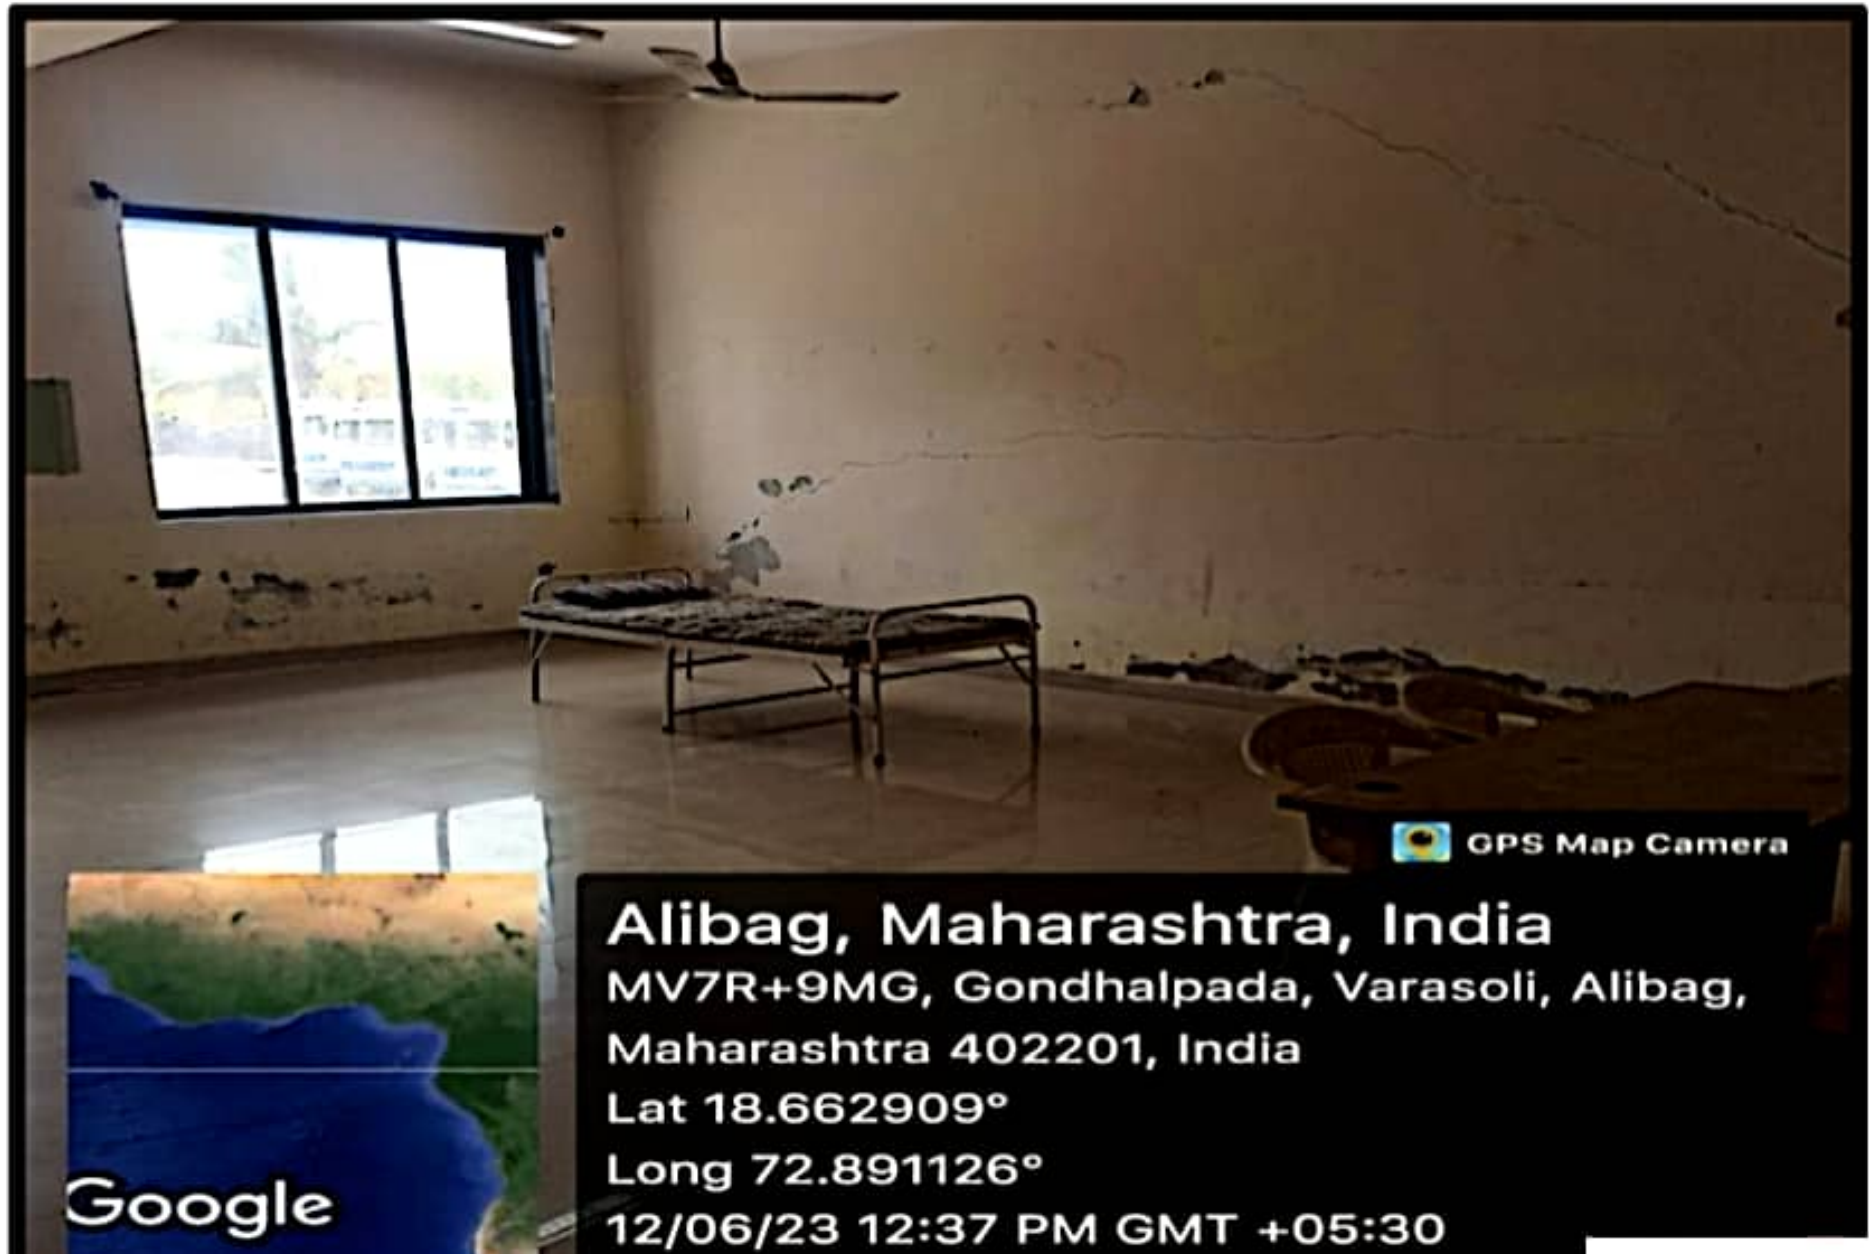 GPS Map Camera
Alibag, Maharashtra, India
MV7R+9MG, Gondhalpada, Varasoli, Alibag,
Maharashtra 402201, India
Lat 18.662909°
Long 72.891126°
12/06/23 12:37 PM GMT +05:30
Google